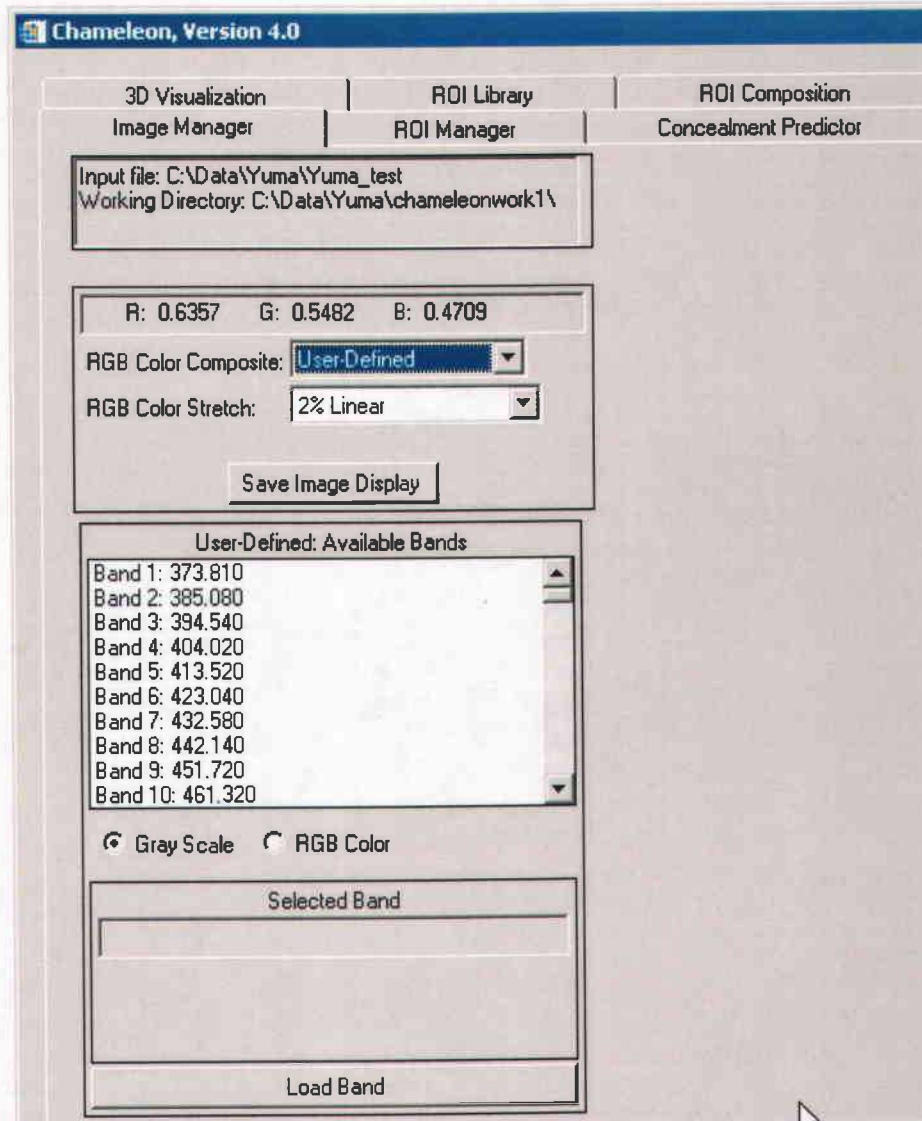 Chameleon, Version 4.0
3D Visualization
ROI Library
ROI Composition
Image Manager
ROI Manager
Concealment Predictor
Input file: C:\Data\Yuma\Yuma_test
Working Directory: C:\Data\Yuma\chameleonwork1\
R: 0.6357 G: 0.5482 B: 0.4709
RGB Color Composite: User-Defined
RGB Color Stretch: 2% Linear
Save Image Display
User-Defined: Available Bands
Band 1: 373.810
Band 2: 385.080
Band 3: 394.540
Band 4: 404.020
Band 5: 413.520
Band 6: 423.040
Band 7: 432.580
Band 8: 442.140
Band 9: 451.720
Band 10: 461.320
Gray Scale RGB Color
Selected Band
Load Band